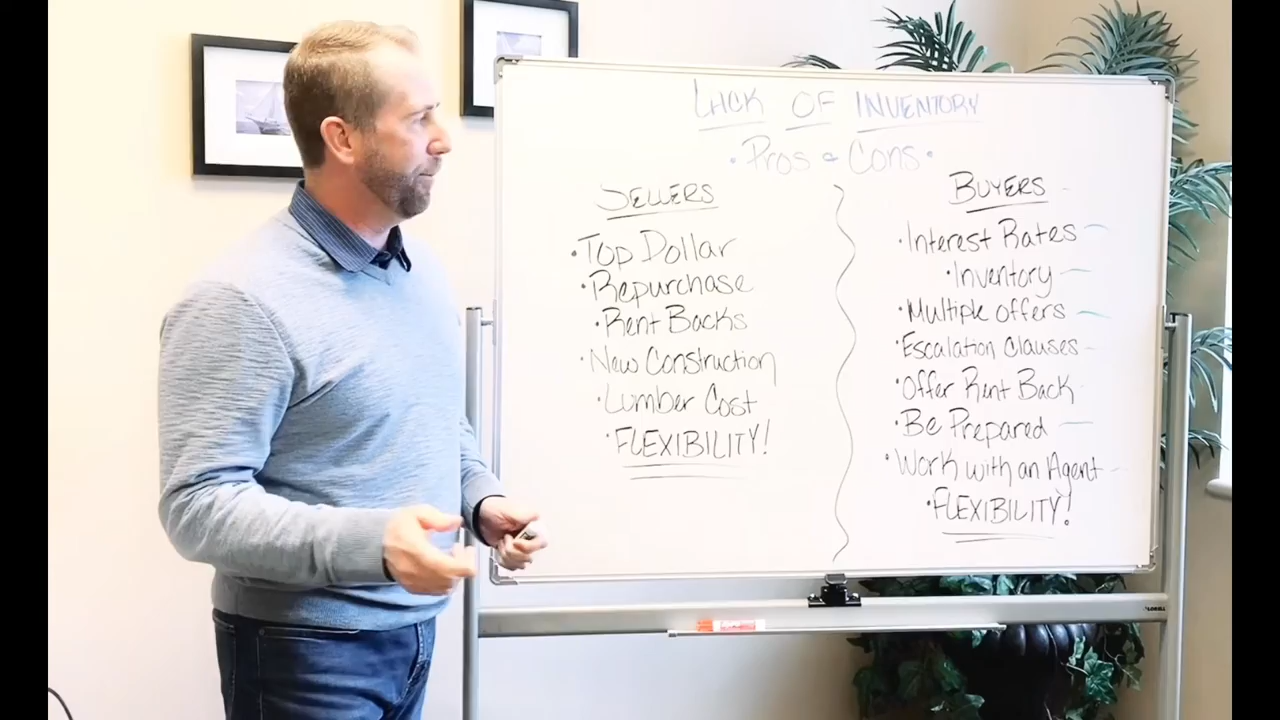 LACK OF INVENTORY
• Pros & Cons •
SELLERS
• Top Dollar
• Repurchase
• Rent Backs
• New Construction
• Lumber Cost
• FLEXIBILITY!
BUYERS
• Interest Rates
• Inventory
• Multiple offers
• Escalation Clauses
• Offer Rent Back
• Be Prepared
• Work with an Agent
• FLEXIBILITY!